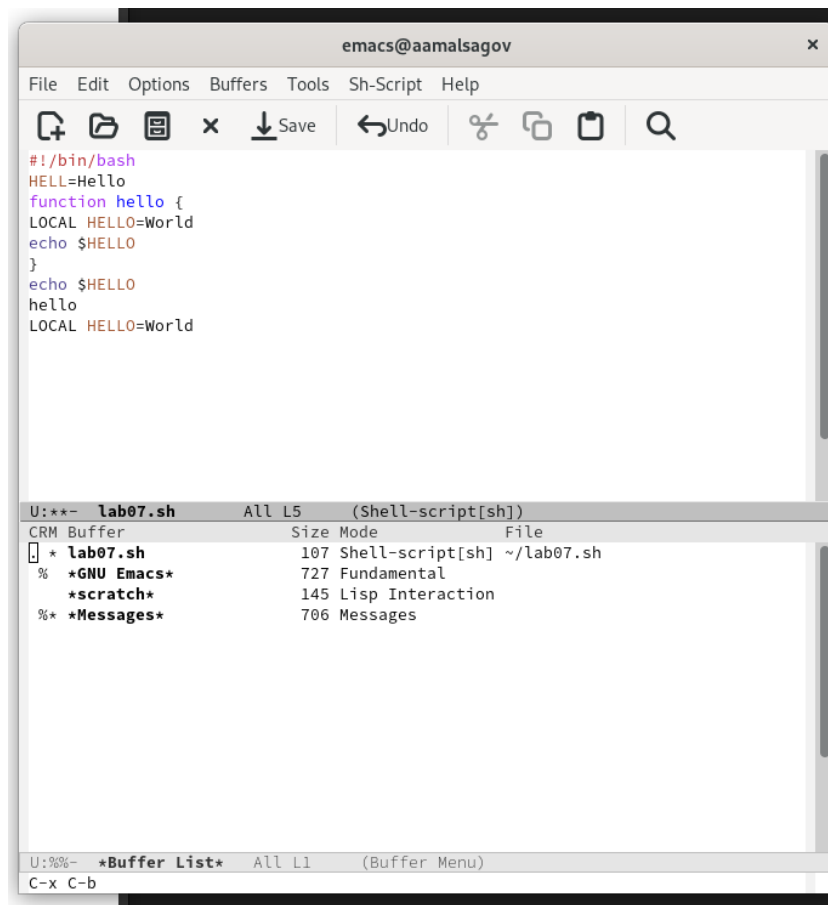 emacs@aamalsagov ×
File Edit Options Buffers Tools Sh-Script Help
Save Undo
#!/bin/bash
HELL=Hello
function hello {
LOCAL HELLO=World
echo $HELLO
}
echo $HELLO
hello
LOCAL HELLO=World
U:**- lab07.sh All L5 (Shell-script[sh])
CRM Buffer Size Mode File
. * lab07.sh 107 Shell-script[sh] ~/lab07.sh
% *GNU Emacs* 727 Fundamental
*scratch* 145 Lisp Interaction
%* *Messages* 706 Messages
U:%%- *Buffer List* All L1 (Buffer Menu)
C-x C-b